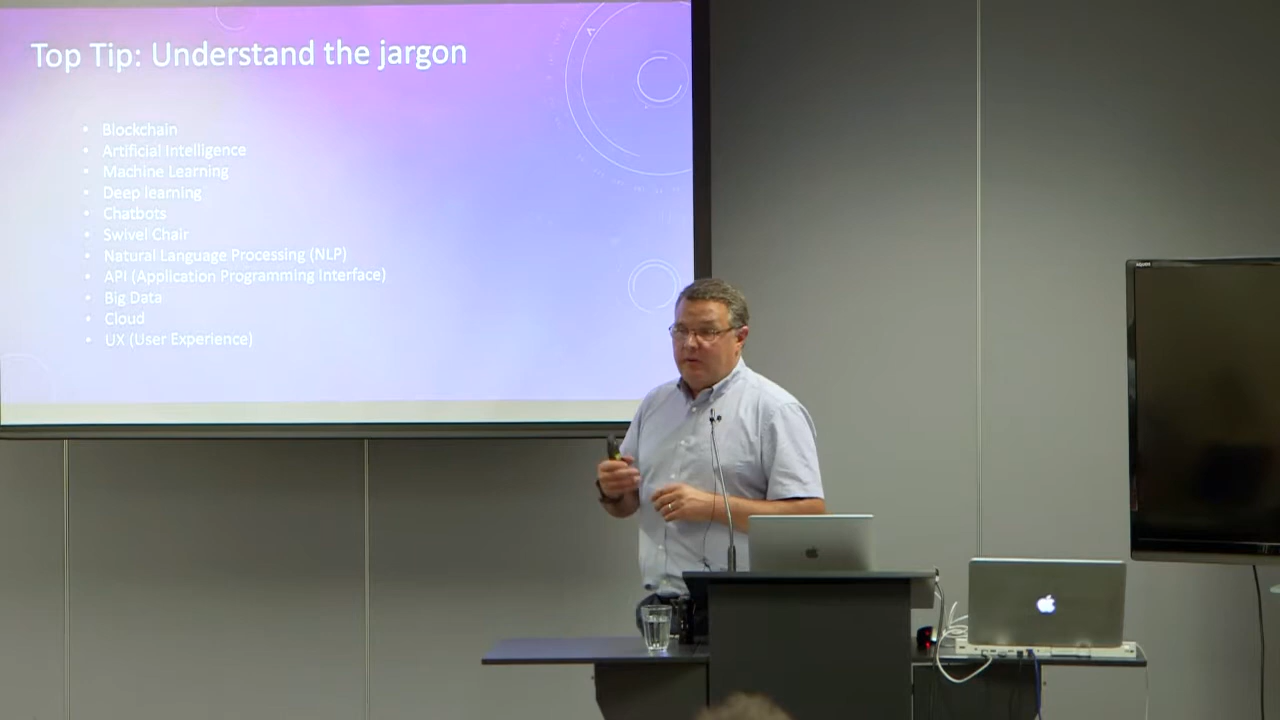 Top Tip: Understand the jargon
• Blockchain
• Artificial Intelligence
• Machine Learning
• Deep learning
• Chatbots
• Swivel Chair
• Natural Language Processing (NLP)
• API (Application Programming Interface)
• Big Data
• Cloud
• UX (User Experience)